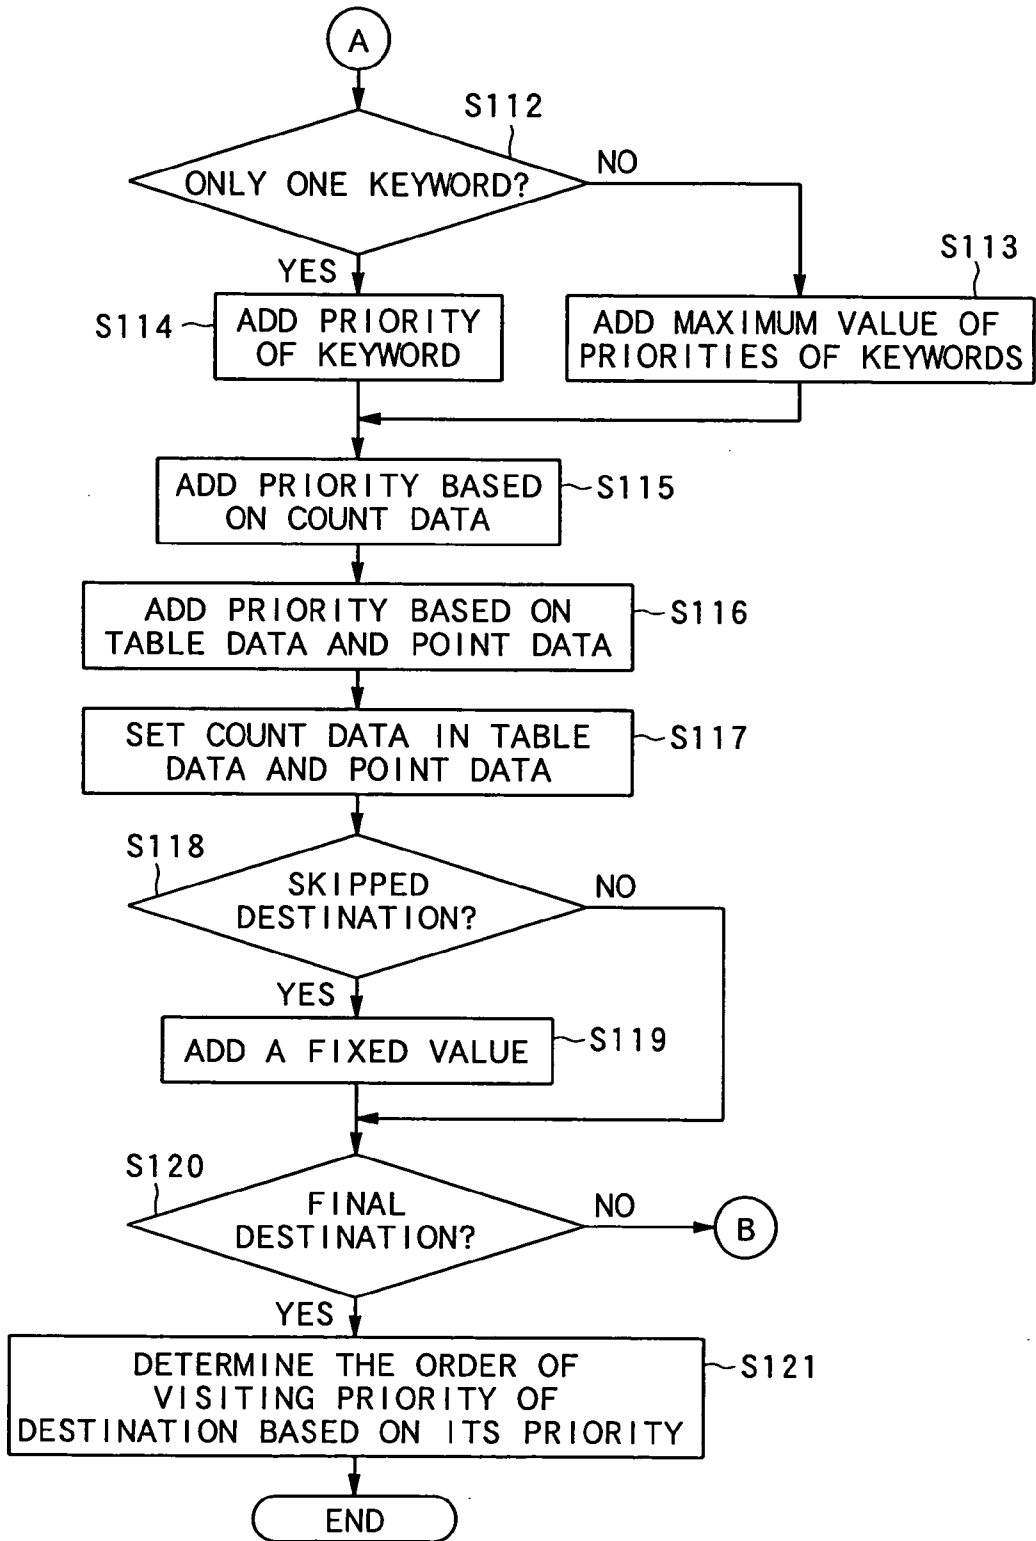 A
S112
ONLY ONE KEYWORD?
NO
YES
S113
S114
ADD PRIORITY
OF KEYWORD
ADD MAXIMUM VALUE OF
PRIORITIES OF KEYWORDS
ADD PRIORITY BASED
ON COUNT DATA
S115
ADD PRIORITY BASED ON
TABLE DATA AND POINT DATA
S116
SET COUNT DATA IN TABLE
DATA AND POINT DATA
S117
S118
SKIPPED
DESTINATION?
NO
YES
ADD A FIXED VALUE
S119
S120
FINAL
DESTINATION?
NO
B
YES
DETERMINE THE ORDER OF
VISITING PRIORITY OF
DESTINATION BASED ON ITS PRIORITY
S121
END